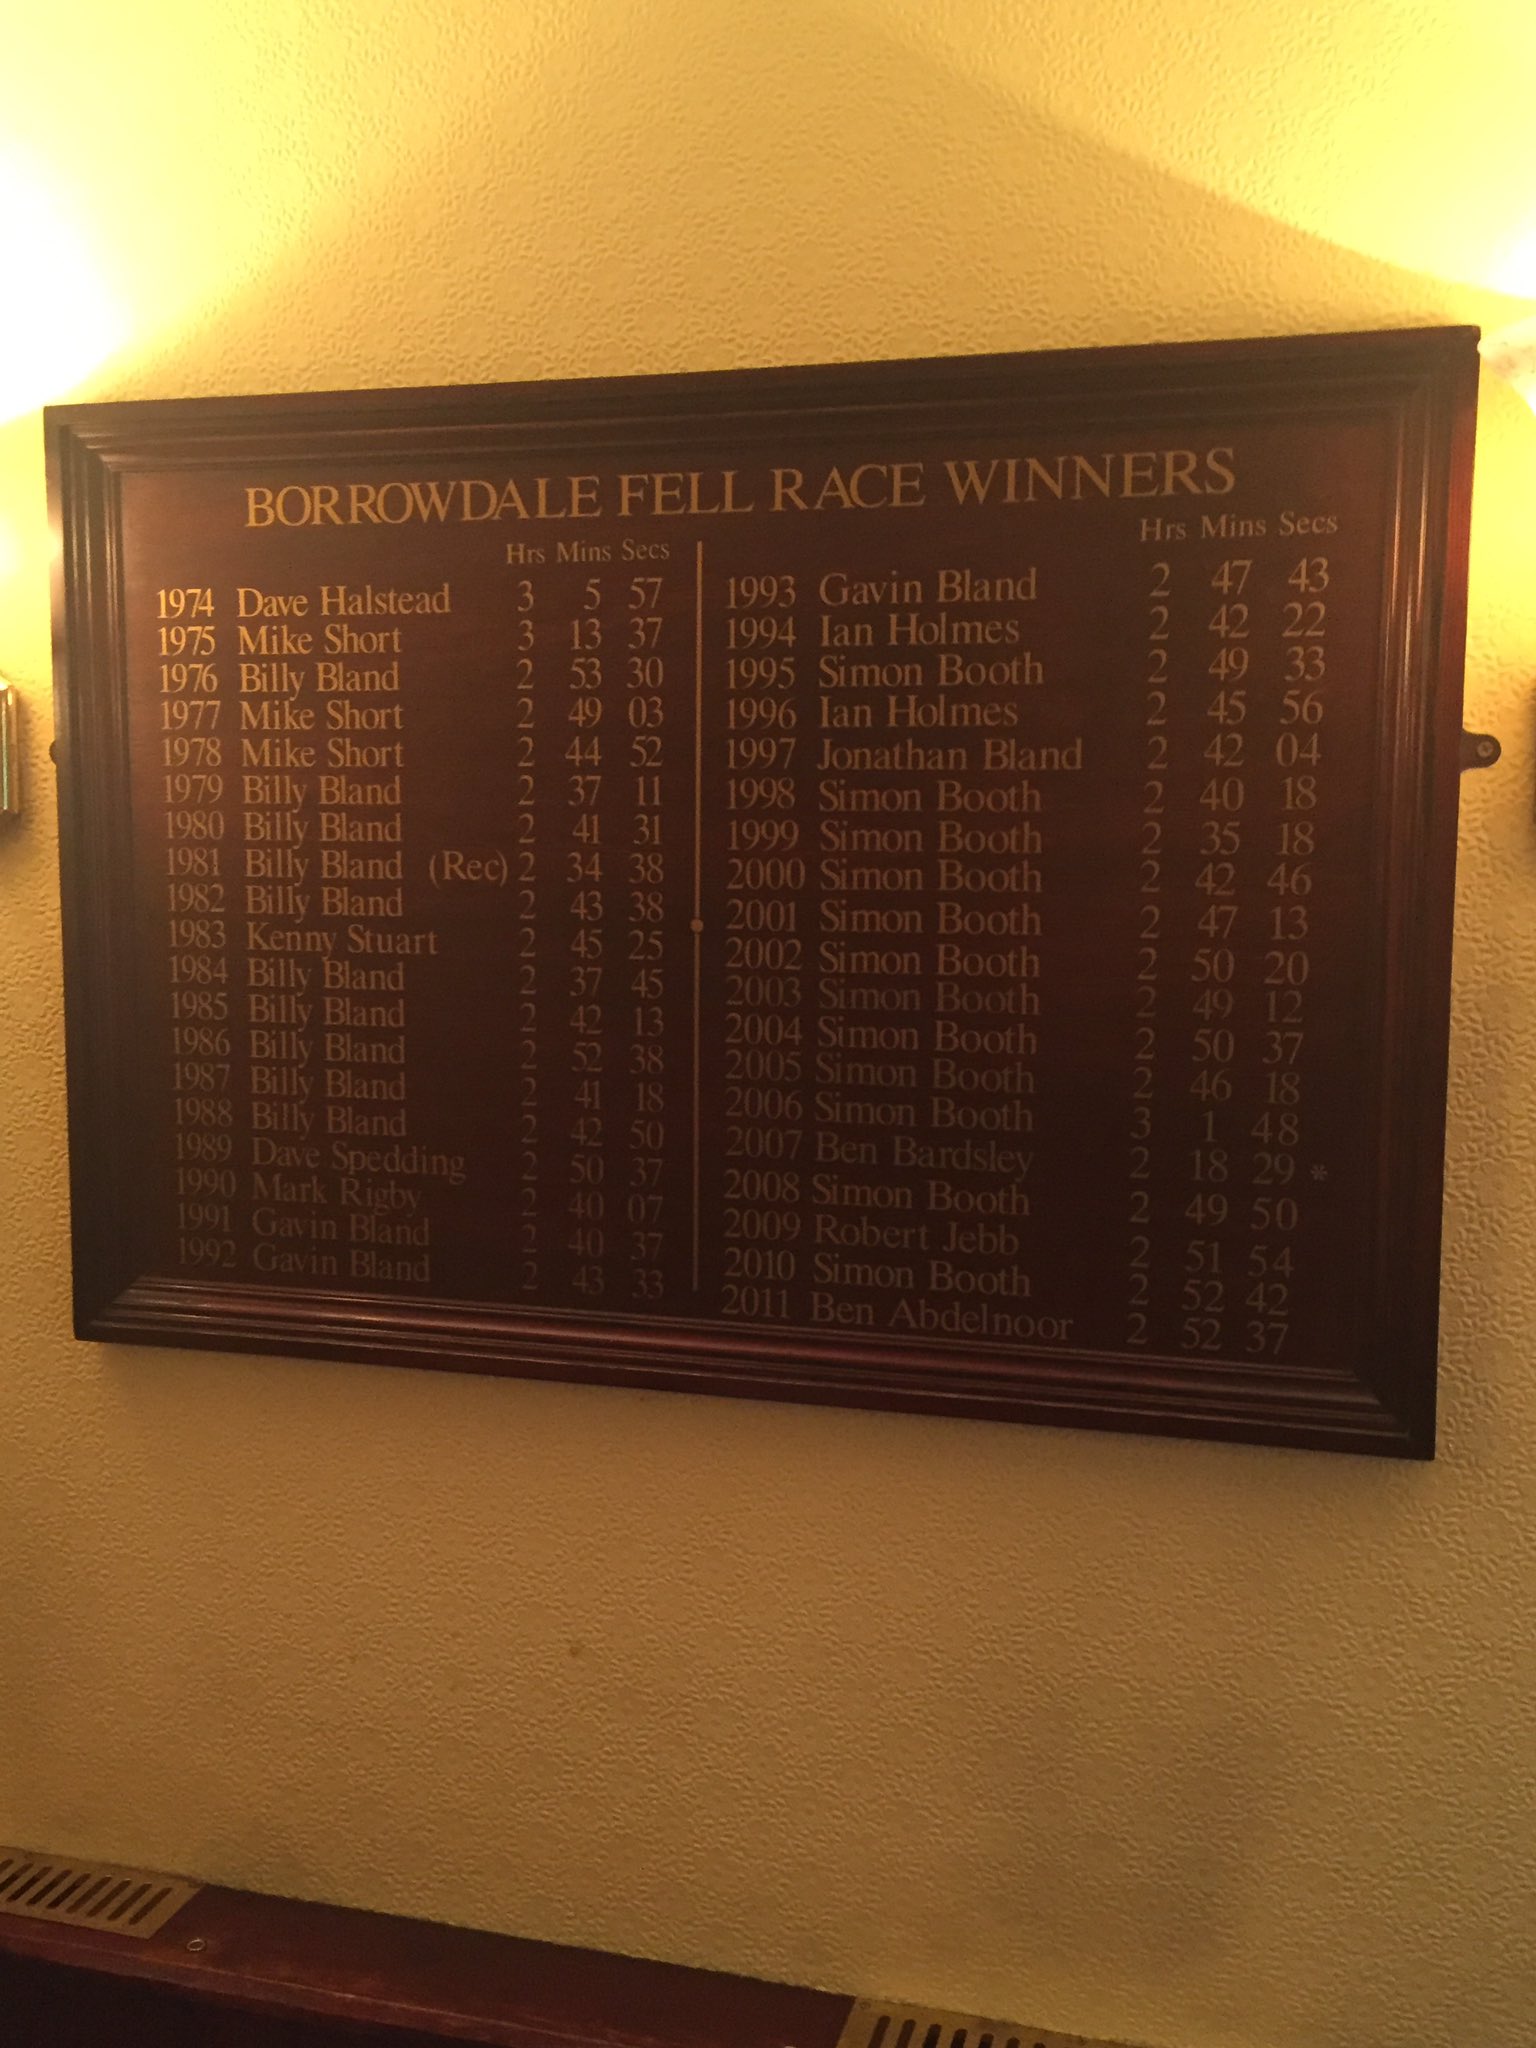 BORROWDALE FELL RACE WINNERS
Hrs Mins Secs
1974 Dave Halstead 3 5 57
1975 Mike Short 3 13 37
1976 Billy Bland 2 53 30
1977 Mike Short 2 49 03
1978 Mike Short 2 44 52
1979 Billy Bland 2 37 11
1980 Billy Bland 2 41 31
1981 Billy Bland (Rec) 2 34 38
1982 Billy Bland 2 43 38
1983 Kenny Stuart 2 45 25
1984 Billy Bland 2 37 45
1985 Billy Bland 2 42 13
1986 Billy Bland 2 52 38
1987 Billy Bland 2 41 18
1988 Billy Bland 2 42 50
1989 Dave Spedding 2 50 37
1990 Mark Rigby 2 40 07
1991 Gavin Bland 2 40 37
1992 Gavin Bland 2 43 33
Hrs Mins Secs
1993 Gavin Bland 2 47 43
1994 Ian Holmes 2 42 22
1995 Simon Booth 2 49 33
1996 Ian Holmes 2 45 56
1997 Jonathan Bland 2 42 04
1998 Simon Booth 2 40 18
1999 Simon Booth 2 35 18
2000 Simon Booth 2 42 46
2001 Simon Booth 2 47 13
2002 Simon Booth 2 50 20
2003 Simon Booth 2 49 12
2004 Simon Booth 2 50 37
2005 Simon Booth 2 46 18
2006 Simon Booth 3 1 48
2007 Ben Bardsley 2 18 29 *
2008 Simon Booth 2 49 50
2009 Robert Jebb 2 51 54
2010 Simon Booth 2 52 42
2011 Ben Abdelnoor 2 52 37